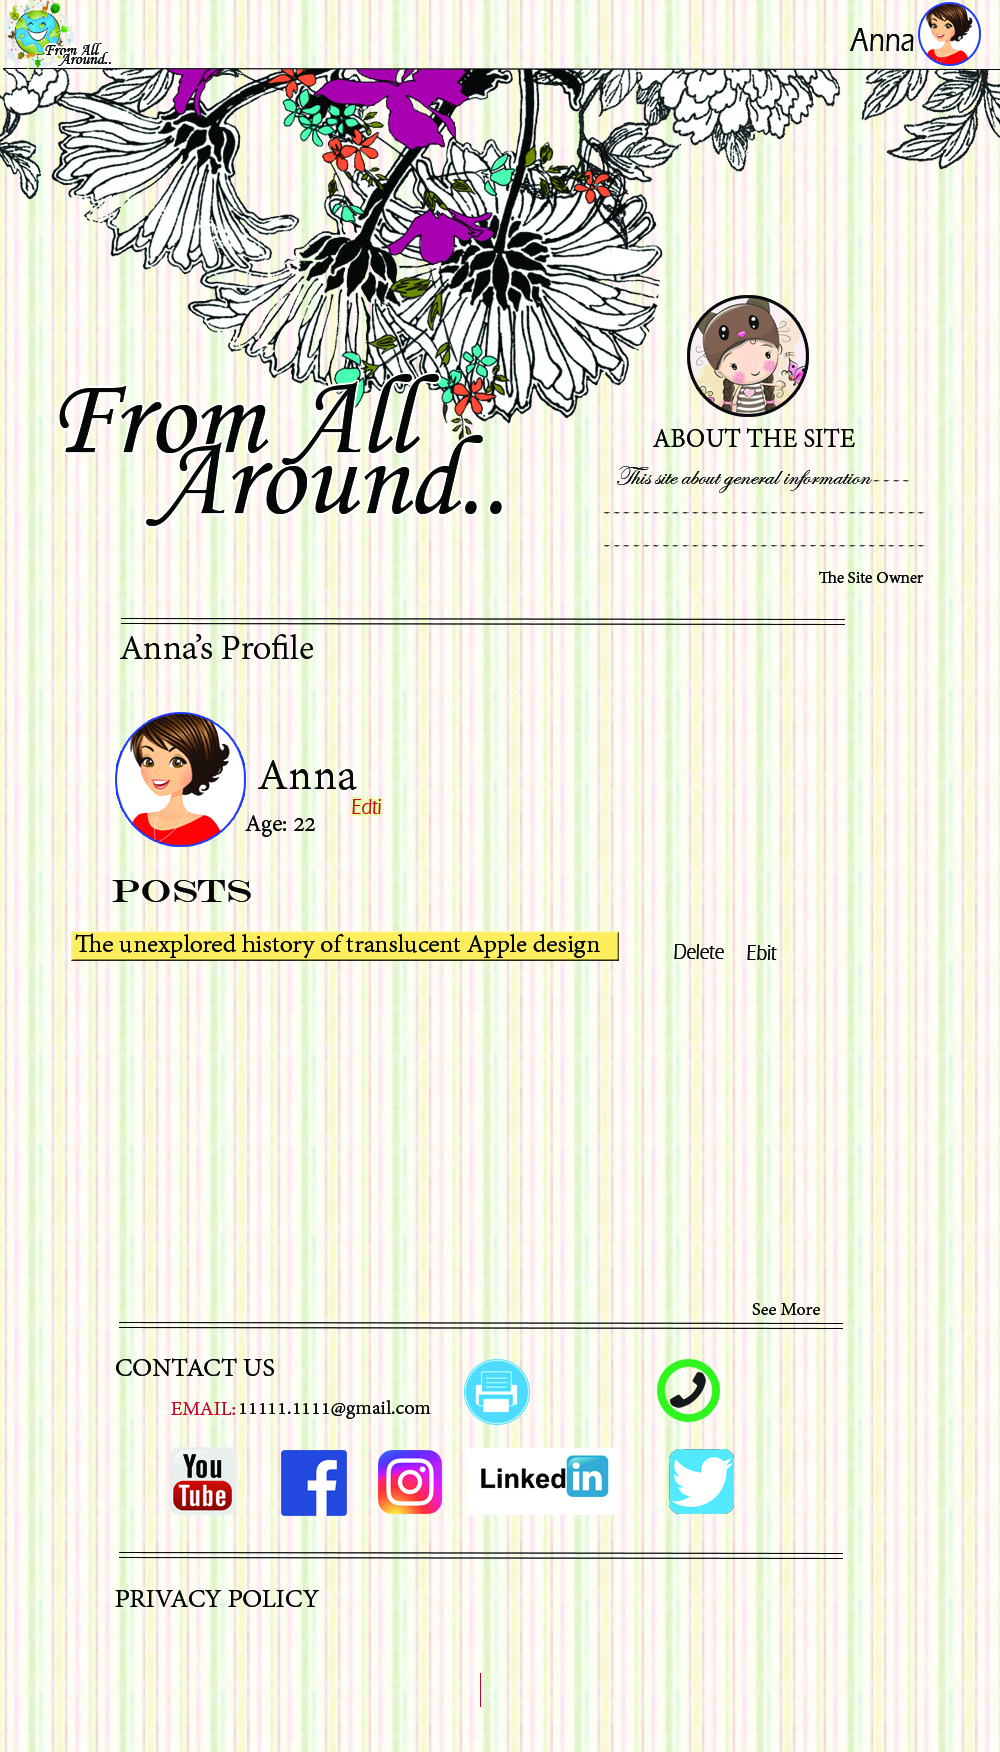 From All
Around..
Anna
From All
Around..
ABOUT THE SITE
This site about general information----
---------------------------------
---------------------------------
The Site Owner
Anna's Profile
Anna
Edti
Age: 22
POSTS
The unexplored history of translucent Apple design
Delete Ebit
See More
CONTACT US
EMAIL: 11111.1111@gmail.com
You
Tube
f
Linked in
PRIVACY POLICY